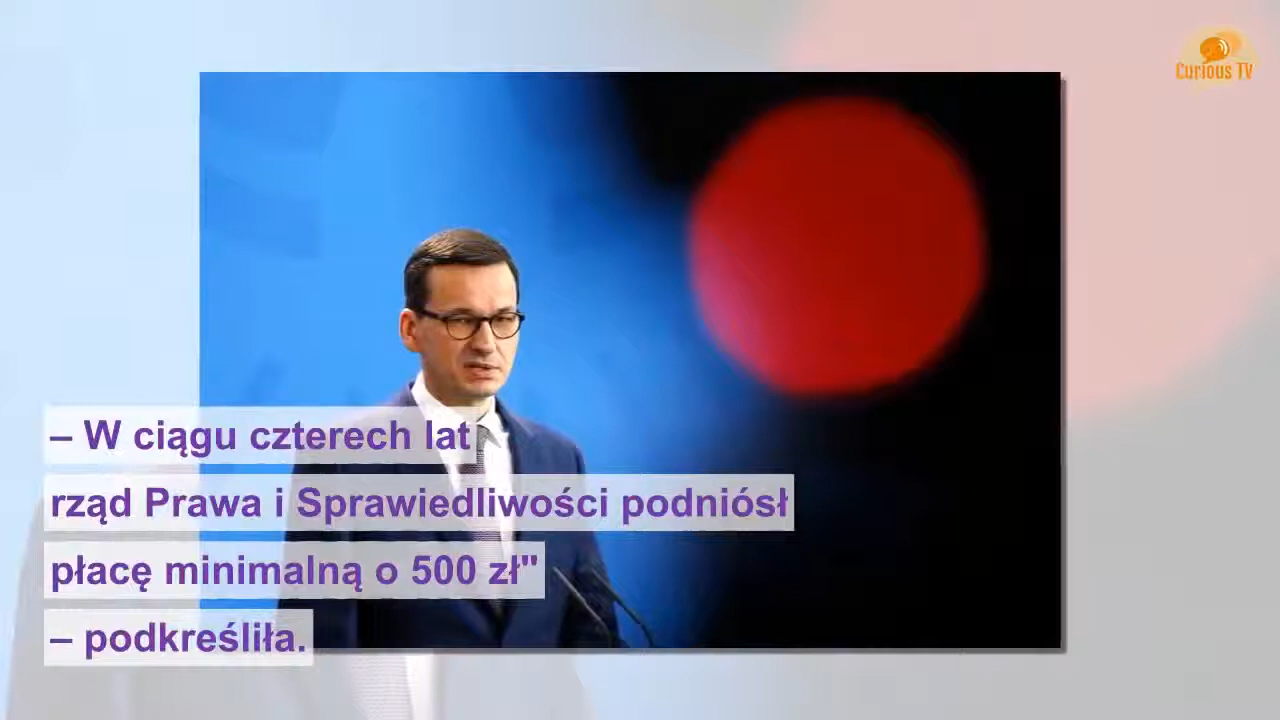 Curious TV
– W ciągu czterech lat
rząd Prawa i Sprawiedliwości podniósł
płacę minimalną o 500 zł"
– podkreśliła.